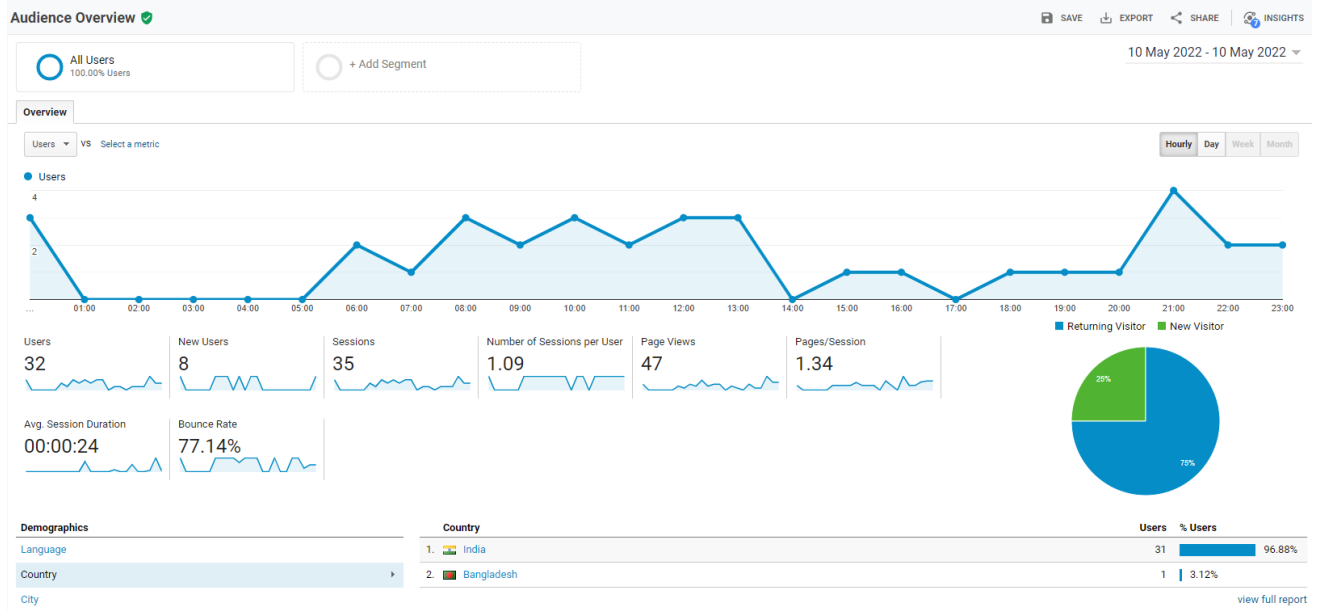 Audience Overview
SAVE EXPORT SHARE 7 INSIGHTS
All Users
100.00% Users
+ Add Segment
10 May 2022 - 10 May 2022
Overview
Users VS Select a metric
Hourly Day Week Month
Users
4
2
... 01:00 02:00 03:00 04:00 05:00 06:00 07:00 08:00 09:00 10:00 11:00 12:00 13:00 14:00 15:00 16:00 17:00 18:00 19:00 20:00 21:00 22:00 23:00
Returning Visitor New Visitor
Users New Users Sessions Number of Sessions per User Page Views Pages/Session
32 8 35 1.09 47 1.34
25%
75%
Avg. Session Duration Bounce Rate
00:00:24 77.14%
Demographics
Language
Country
City
Country Users % Users
1. India 31 96.88%
2. Bangladesh 1 3.12%
view full report